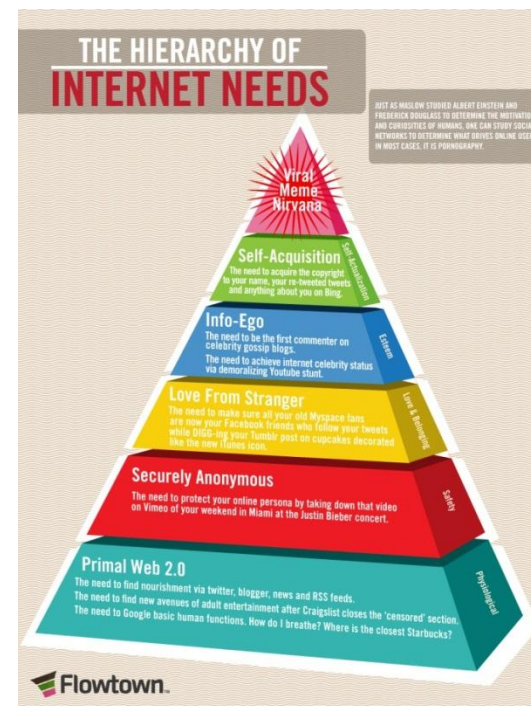 THE HIERARCHY OF
INTERNET NEEDS
JUST AS MASLOW STUDIED ALBERT EINSTEIN AND
FREDERICK DOUGLASS TO DETERMINE THE MOTIVATION
AND CURIOSITIES OF HUMANS, ONE CAN STUDY SOCIAL
NETWORKS TO DETERMINE WHAT DRIVES ONLINE USERS
IN MOST CASES, IT IS PORNOGRAPHY.
Viral
Meme
Nirvana
Self-Acquisition
The need to acquire the copyright
to your name, your re-tweeted tweets
and anything about you on Bing.
Self-Actualization
Info-Ego
The need to be the first commenter on
celebrity gossip blogs.
The need to achieve internet celebrity status
via demoralizing Youtube stunt.
Esteem
Love From Stranger
The need to make sure all your old Myspace fans
are now your Facebook friends who follow your tweets
while DIGG-ing your Tumblr post on cupcakes decorated
like the new iTunes icon.
Love & Belonging
Securely Anonymous
The need to protect your online persona by taking down that video
on Vimeo of your weekend in Miami at the Justin Bieber concert.
Safety
Primal Web 2.0
The need to find nourishment via twitter, blogger, news and RSS feeds.
The need to find new avenues of adult entertainment after Craigslist closes the 'censored' section.
The need to Google basic human functions. How do I breathe? Where is the closest Starbucks?
Physiological
Flowtown